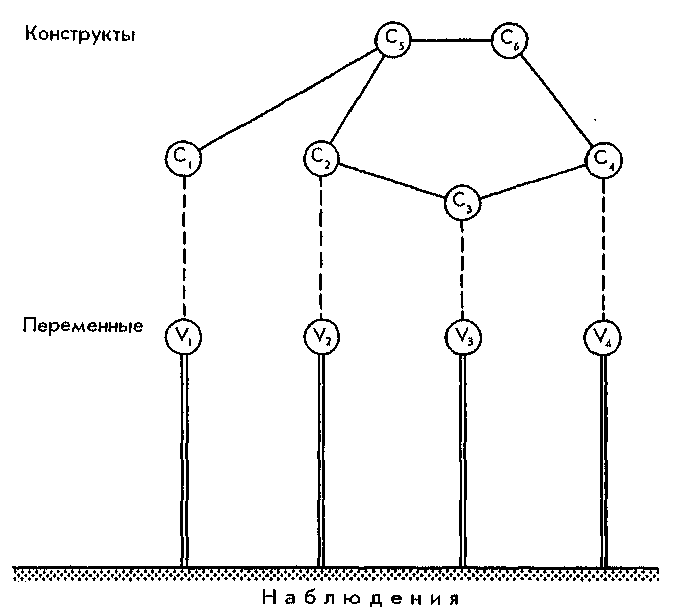 Конструкты
C₅ C₆
C₁ C₂ C₄
C₃
Переменные
V₁ V₂ V₃ V₄
Наблюдения